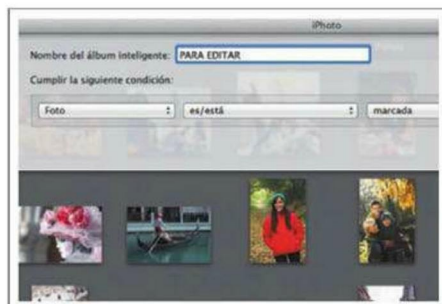 iPhoto
Nombre del álbum inteligente: PARA EDITAR
Cumplir la siguiente condición:
Foto es/está marcada